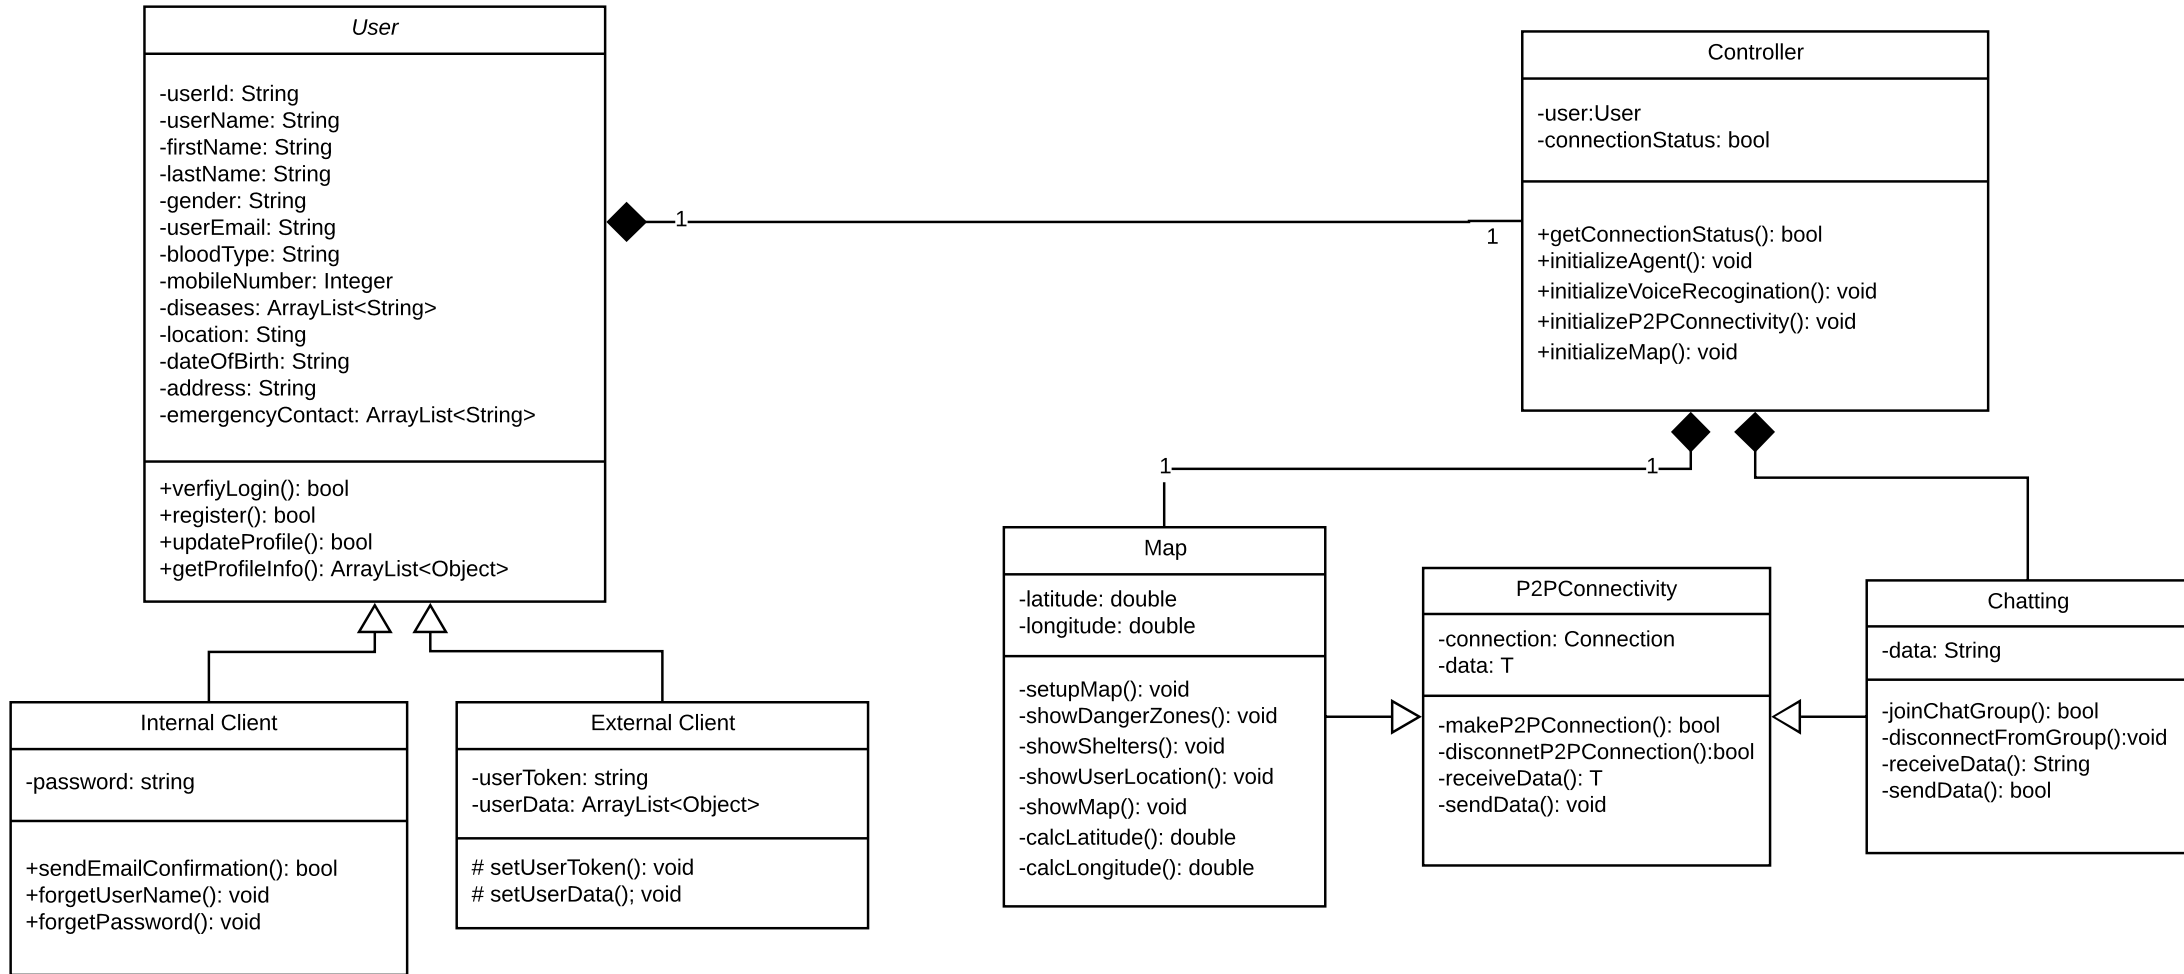 User
-userId: String
-userName: String
-firstName: String
-lastName: String
-gender: String
-userEmail: String
-bloodType: String
-mobileNumber: Integer
-diseases: ArrayList<String>
-location: Sting
-dateOfBirth: String
-address: String
-emergencyContact: ArrayList<String>
+verfiyLogin(): bool
+register(): bool
+updateProfile(): bool
+getProfileInfo(): ArrayList<Object>
1
1
Controller
-user:User
-connectionStatus: bool
+getConnectionStatus(): bool
+initializeAgent(): void
+initializeVoiceRecogination(): void
+initializeP2PConnectivity(): void
+initializeMap(): void
1
1
Internal Client
-password: string
+sendEmailConfirmation(): bool
+forgetUserName(): void
+forgetPassword(): void
External Client
-userToken: string
-userData: ArrayList<Object>
# setUserToken(): void
# setUserData(); void
Map
-latitude: double
-longitude: double
-setupMap(): void
-showDangerZones(): void
-showShelters(): void
-showUserLocation(): void
-showMap(): void
-calcLatitude(): double
-calcLongitude(): double
P2PConnectivity
-connection: Connection
-data: T
-makeP2PConnection(): bool
-disconnetP2PConnection():bool
-receiveData(): T
-sendData(): void
Chatting
-data: String
-joinChatGroup(): bool
-disconnectFromGroup():void
-receiveData(): String
-sendData(): bool